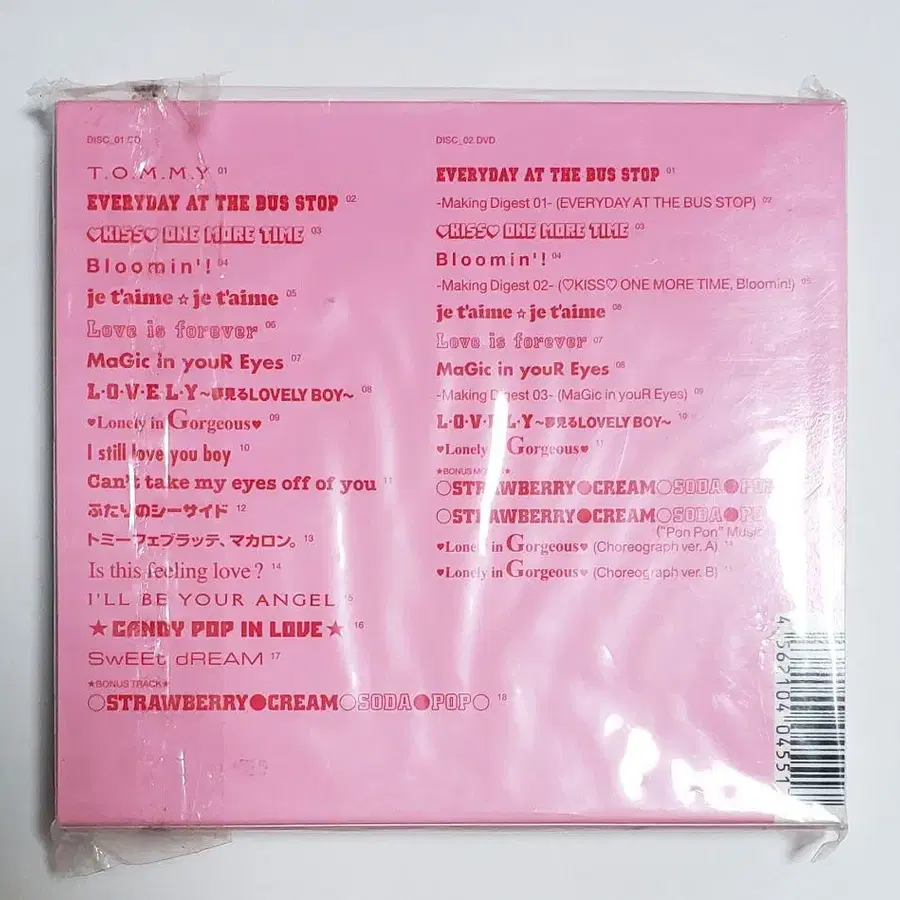 DISC_01 CD
T.O.M.M.Y 01
EVERYDAY AT THE BUS STOP 02
♡KISS♡ ONE MORE TIME 03
Bloomin'! 04
je t'aime☆je t'aime 05
Love is forever 06
MaGic in youR Eyes 07
L・O・V・E・L・Y～夢見るLOVELY BOY～ 08
♥Lonely in Gorgeous♥ 09
I still love you boy 10
Can't take my eyes off of you 11
ふたりのシーサイド 12
トミーフェブラッテ、マカロン。 13
Is this feeling love? 14
I'LL BE YOUR ANGEL 15
★CANDY POP IN LOVE★ 16
SwEEt dREAM 17
★BONUS TRACK★
○STRAWBERRY●CREAM○SODA●POP○ 18
DISC_02 DVD
EVERYDAY AT THE BUS STOP 01
-Making Digest 01- (EVERYDAY AT THE BUS STOP) 02
♡KISS♡ ONE MORE TIME 03
Bloomin'! 04
-Making Digest 02- (♡KISS♡ ONE MORE TIME, Bloomin!) 05
je t'aime☆je t'aime 06
Love is forever 07
MaGic in youR Eyes 08
-Making Digest 03- (MaGic in youR Eyes) 09
L・O・V・E・L・Y～夢見るLOVELY BOY～ 10
♥Lonely in Gorgeous♥ 11
★BONUS
○STRAWBERRY●CREAM○SODA●
○STRAWBERRY●CREAM○SODA●
("Pon Pon" Music
♥Lonely in Gorgeous♥ (Choreograph ver. A) 14
♥Lonely in Gorgeous♥ (Choreograph ver. B)
4 567104 04551